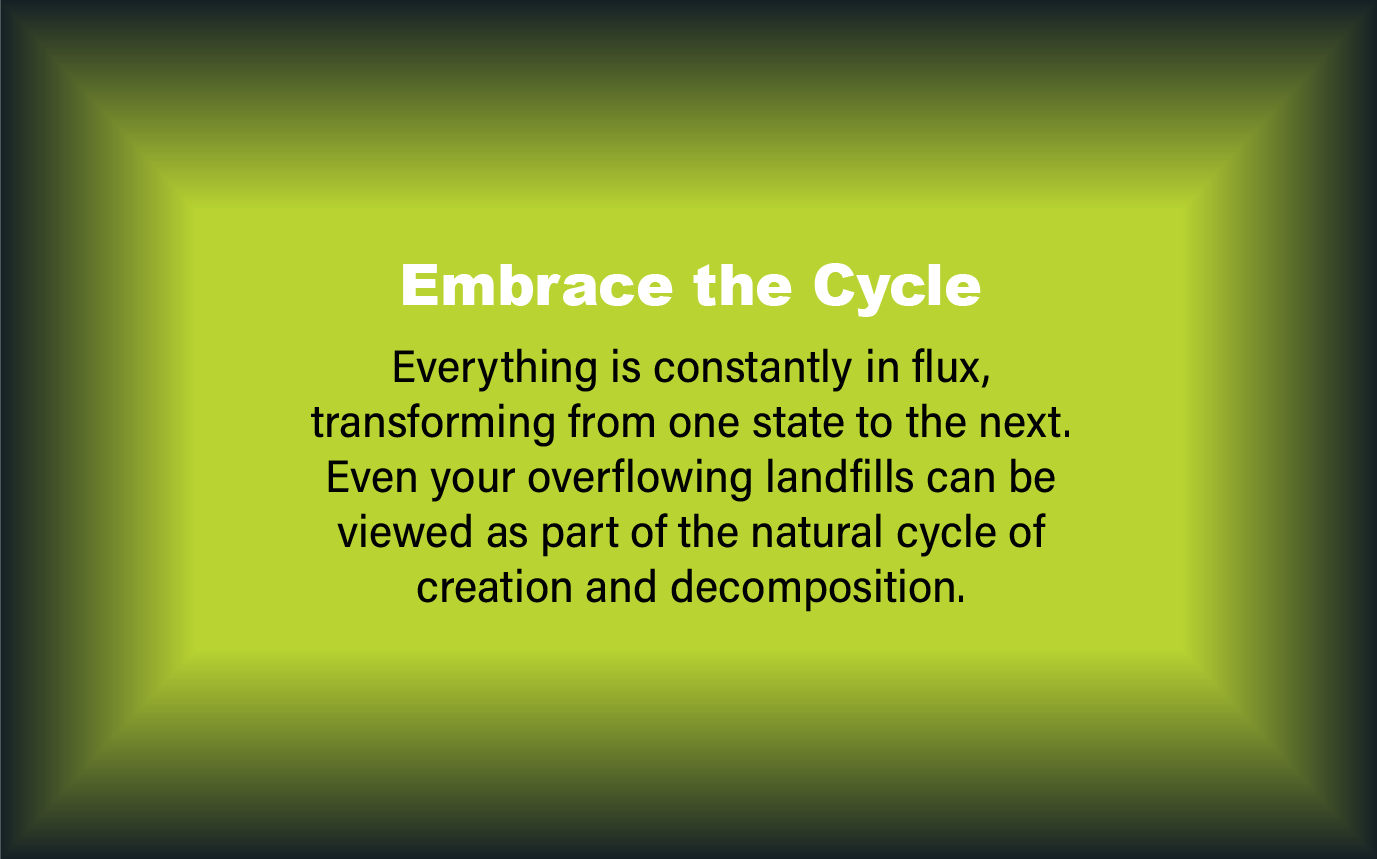 Embrace the Cycle
Everything is constantly in flux,
transforming from one state to the next.
Even your overflowing landfills can be
viewed as part of the natural cycle of
creation and decomposition.